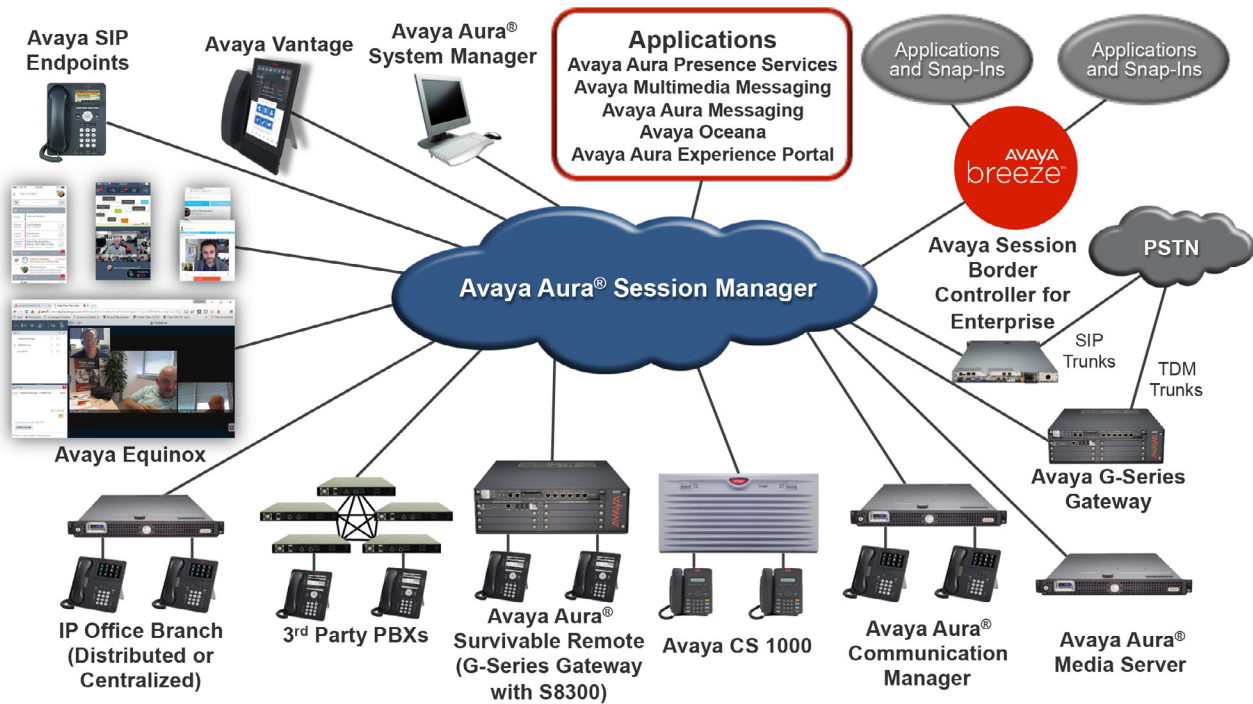 Avaya SIP
Endpoints
Avaya Vantage
Avaya Aura®
System Manager
Applications
Avaya Aura Presence Services
Avaya Multimedia Messaging
Avaya Aura Messaging
Avaya Oceana
Avaya Aura Experience Portal
Applications
and Snap-Ins
Applications
and Snap-Ins
AVAYA
breeze™
Avaya Session
Border
Controller for
Enterprise
PSTN
SIP
Trunks
TDM
Trunks
Avaya Aura® Session Manager
Avaya Equinox
AVAYA
Avaya G-Series
Gateway
IP Office Branch
(Distributed or
Centralized)
3rd Party PBXs
AVAYA
Avaya Aura®
Survivable Remote
(G-Series Gateway
with S8300)
Avaya CS 1000
Avaya Aura®
Communication
Manager
Avaya Aura®
Media Server